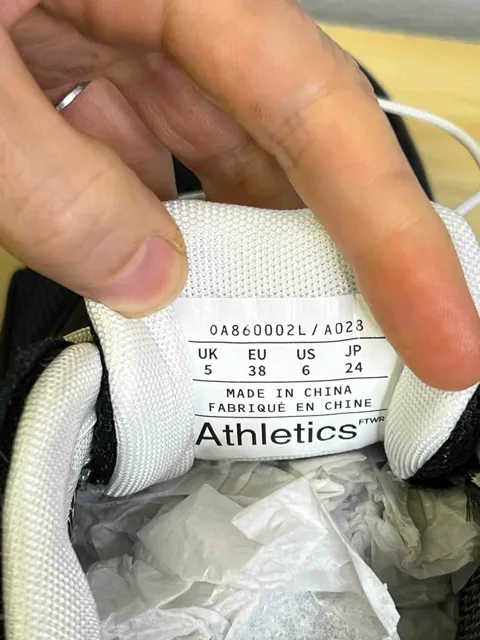 0A860002L/A023
UK EU US JP
5 38 6 24
MADE IN CHINA
FABRIQUÉ EN CHINE
Athletics FTWR